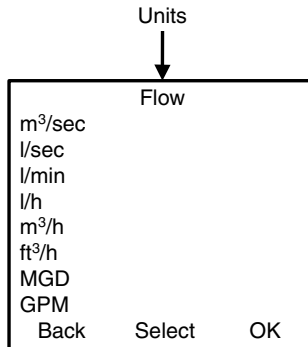 Units
Flow
m³/sec
l/sec
l/min
l/h
m³/h
ft³/h
MGD
GPM
Back Select OK